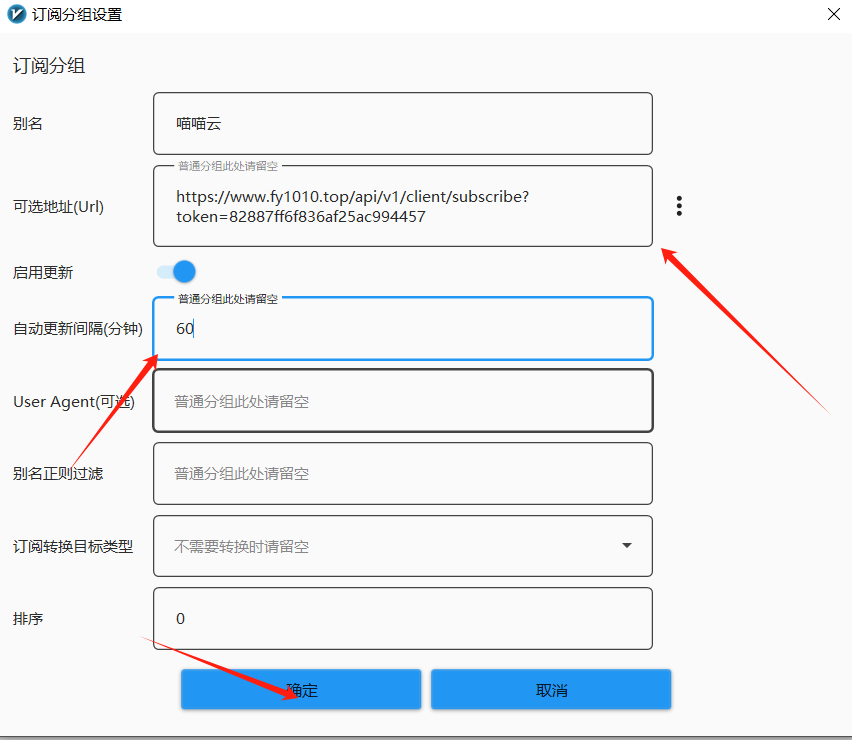 订阅分组设置
订阅分组
别名
喵喵云
普通分组此处请留空
可选地址(Url)
https://www.fy1010.top/api/v1/client/subscribe?
token=82887ff6f836af25ac994457
启用更新
普通分组此处请留空
自动更新间隔(分钟)
60
User Agent(可选)
普通分组此处请留空
别名正则过滤
普通分组此处请留空
订阅转换目标类型
不需要转换时请留空
排序
0
确定
取消